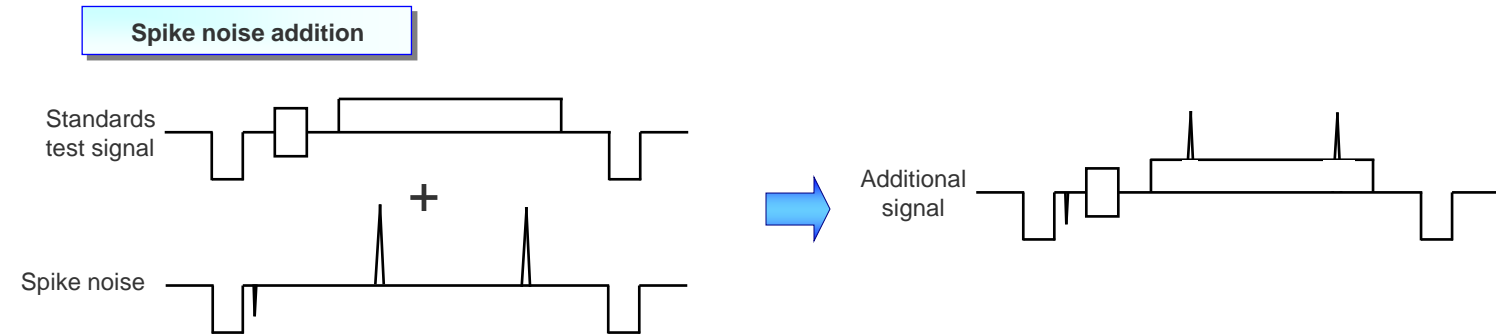 Spike noise addition
Standards
test signal
+
Spike noise
Additional
signal